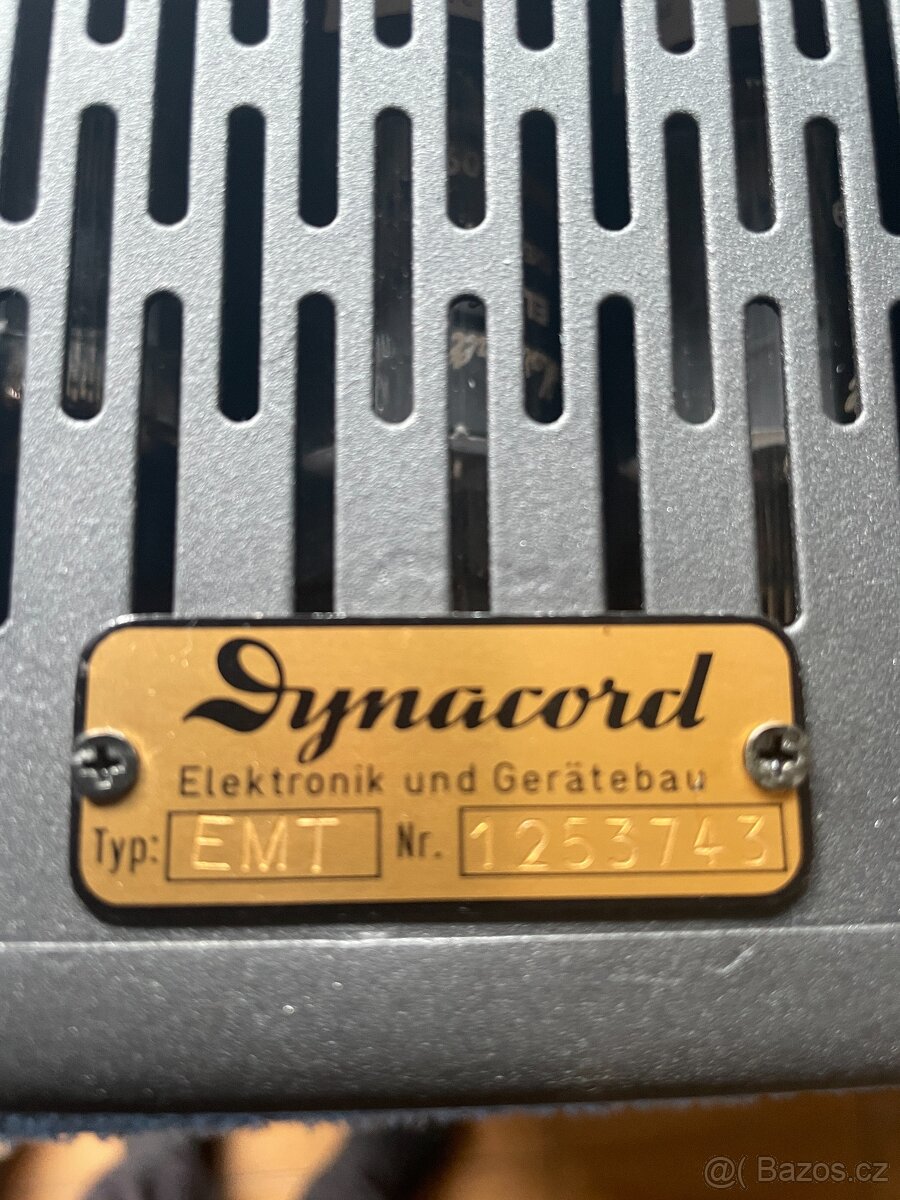 Dynacord
Elektronik und Gerätebau
Typ: EMT Nr. 1253743
@( Bazos.cz